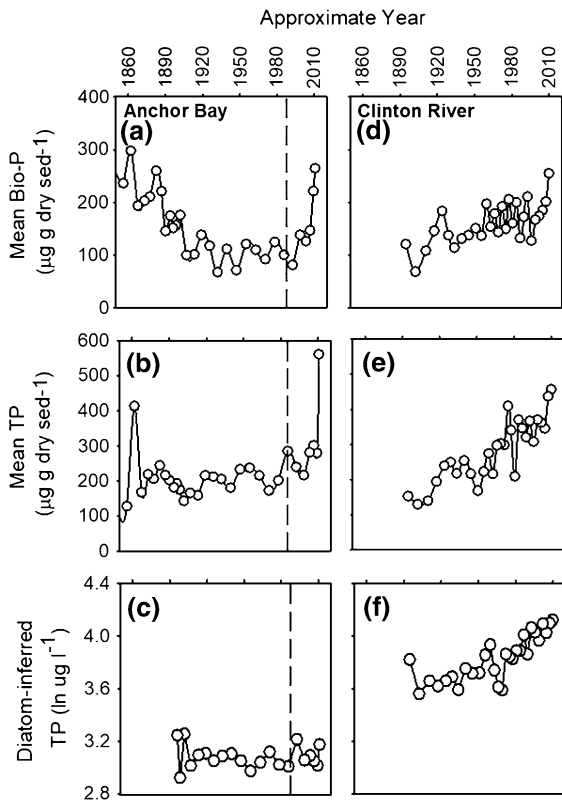 Approximate Year
1860 1890 1920 1950 1980 2010 1860 1890 1920 1950 1980 2010
Anchor Bay
(a)
Clinton River
(d)
Mean Bio-P
(µg g dry sed-1)
400
300
200
100
0
(b)
(e)
Mean TP
(µg g dry sed-1)
600
500
400
300
200
100
0
(c)
(f)
Diatom-inferred
TP (ln ug l-1)
4.4
4.0
3.6
3.2
2.8